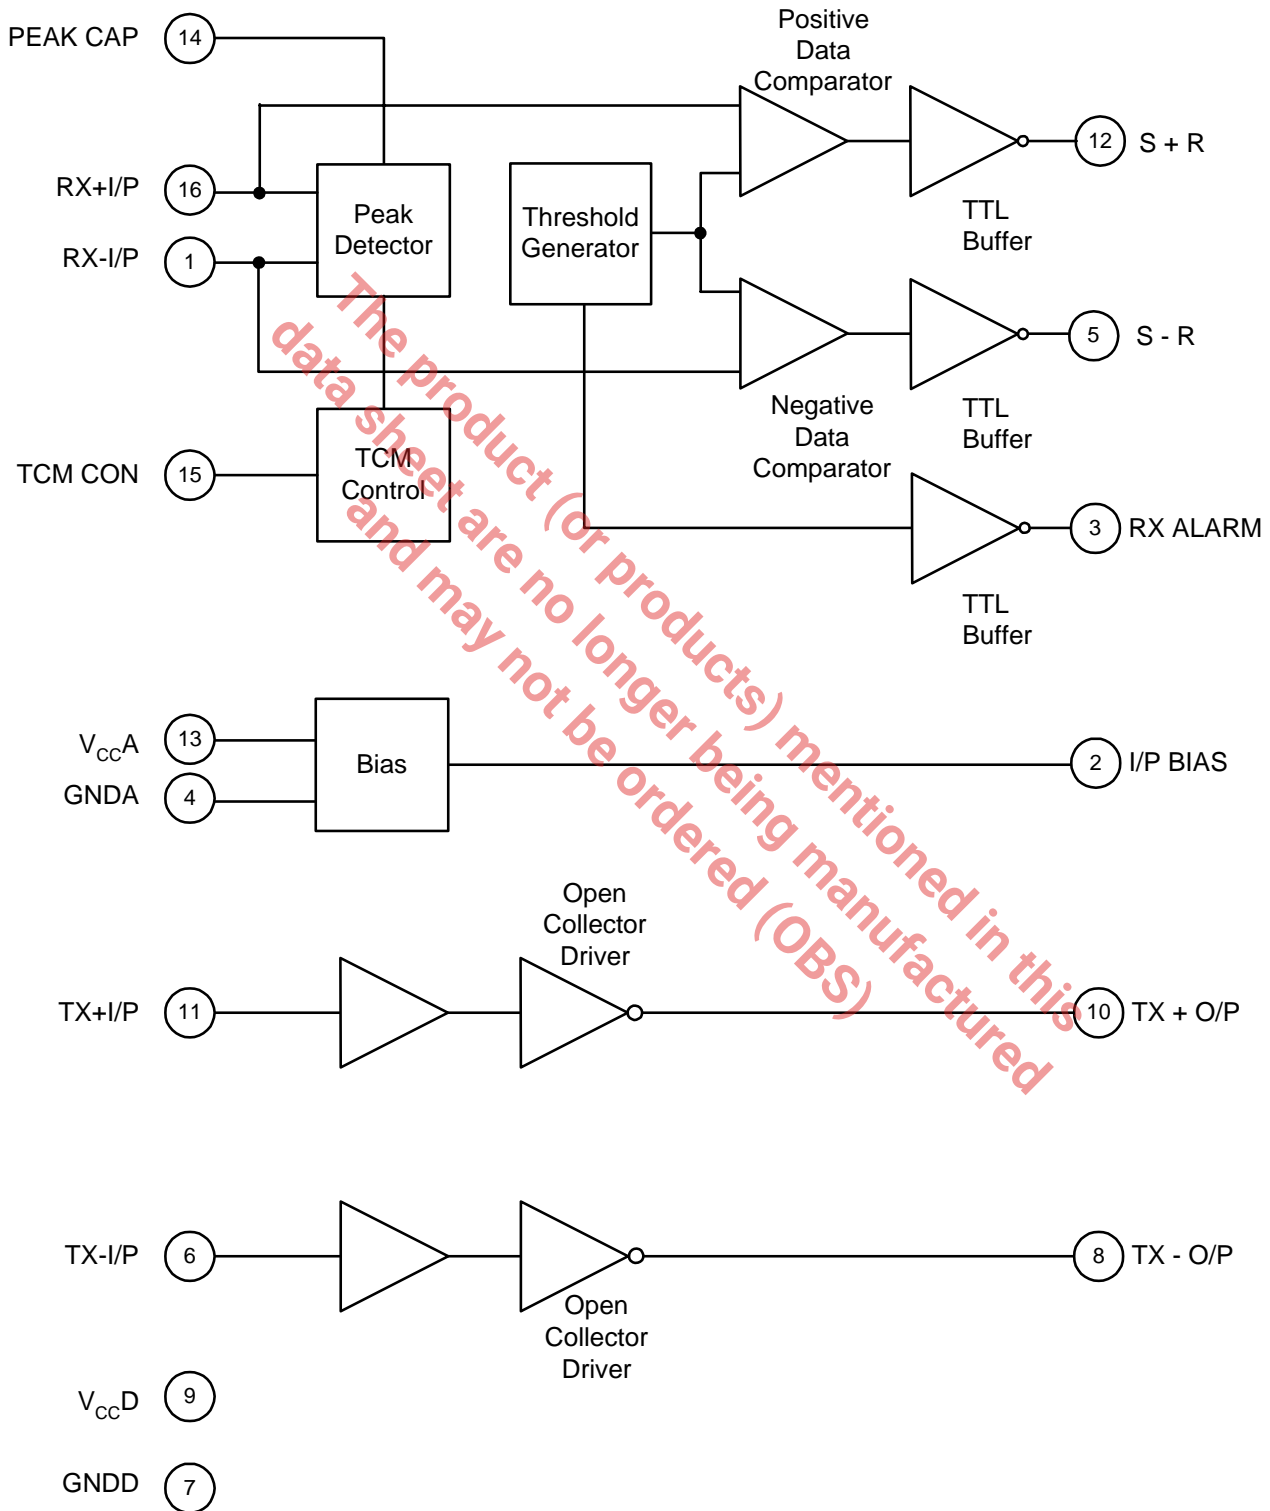 PEAK CAP 14
Positive
Data
Comparator
12 S + R
RX+I/P 16
Peak
Detector
Threshold
Generator
TTL
Buffer
RX-I/P 1
5 S - R
Negative
Data
Comparator
TTL
Buffer
TCM CON 15
TCM
Control
3 RX ALARM
TTL
Buffer
V_CCA 13
Bias
2 I/P BIAS
GNDA 4
Open
Collector
Driver
TX+I/P 11
10 TX + O/P
TX-I/P 6
8 TX - O/P
Open
Collector
Driver
V_CCD 9
GNDD 7
The product (or products) mentioned in this
data sheet are no longer being manufactured
and may not be ordered (OBS)